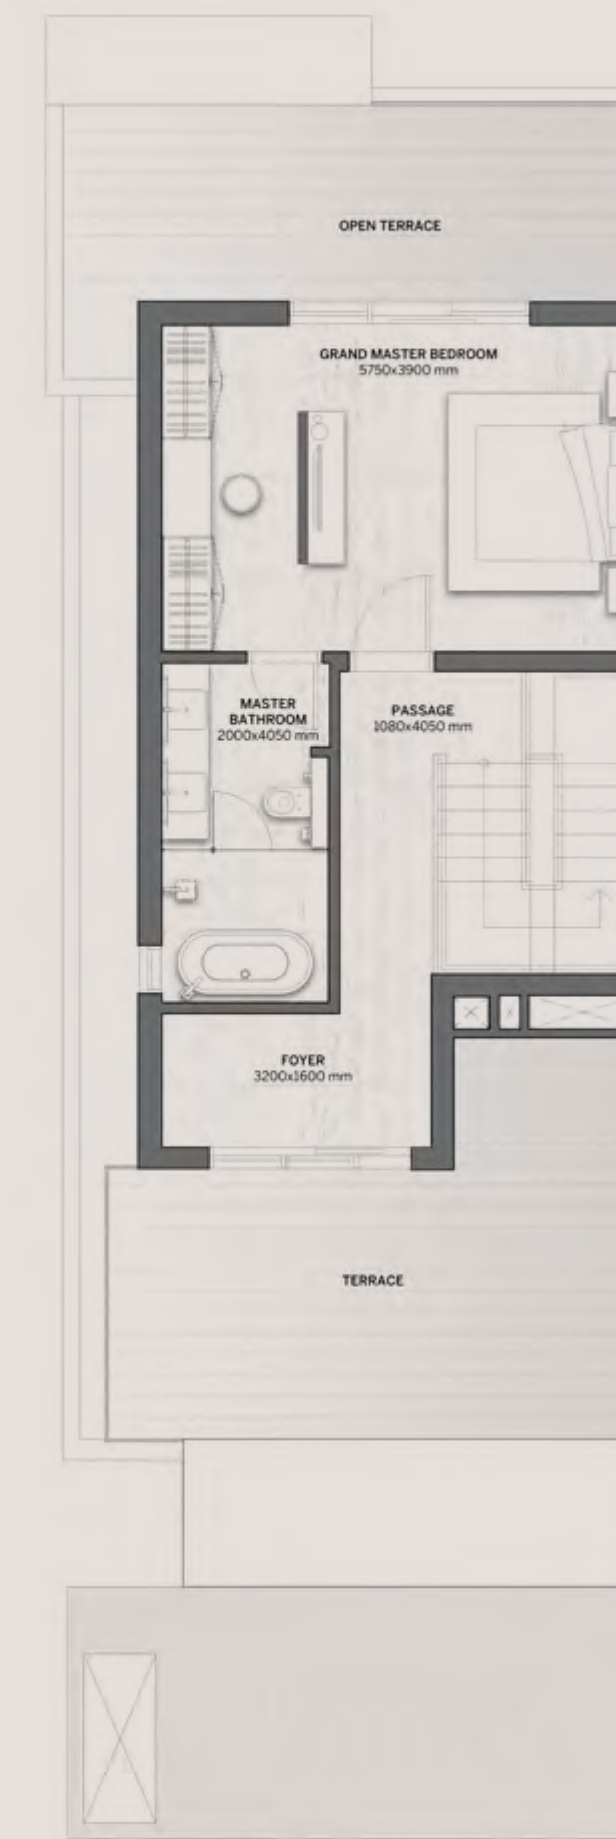 OPEN TERRACE
GRAND MASTER BEDROOM
5750x3900 mm
MASTER
BATHROOM
2000x4050 mm
PASSAGE
1080x4050 mm
FOYER
3200x1600 mm
TERRACE